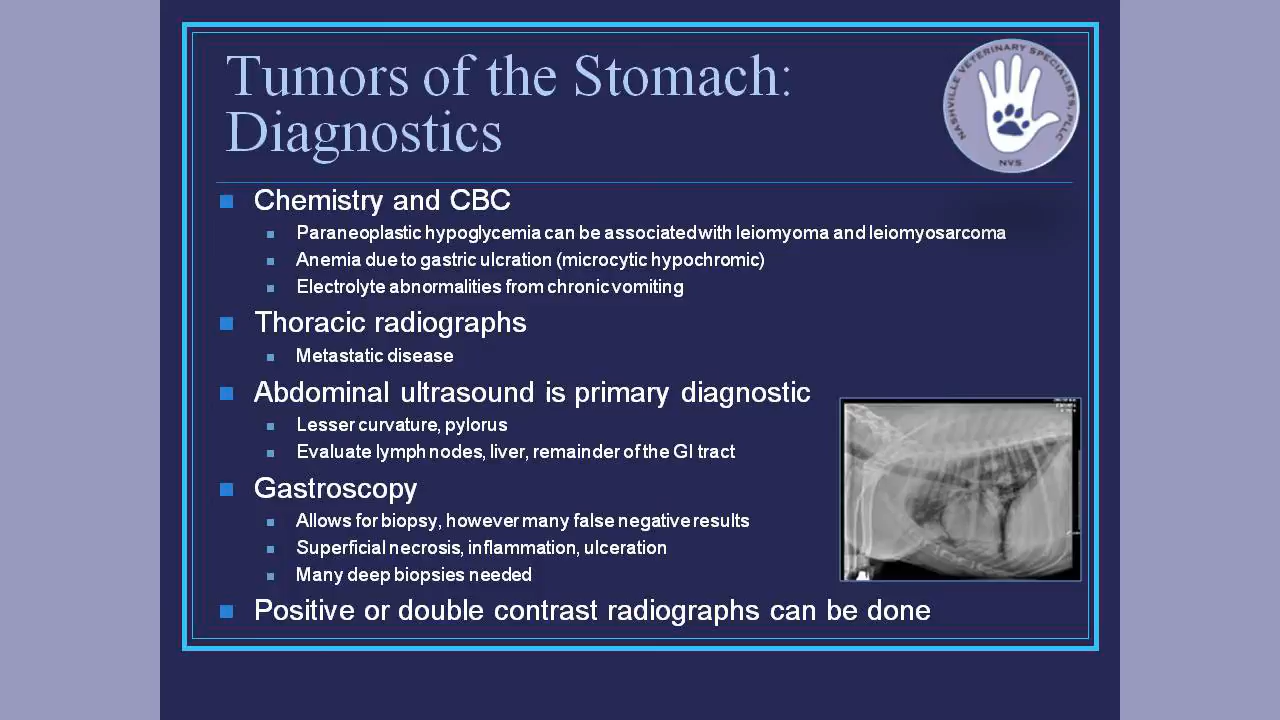 Tumors of the Stomach:
Diagnostics
NASHVILLE VETERINARY SPECIALISTS, PLLC
NVS
Chemistry and CBC
Paraneoplastic hypoglycemia can be associated with leiomyoma and leiomyosarcoma
Anemia due to gastric ulcration (microcytic hypochromic)
Electrolyte abnormalities from chronic vomiting
Thoracic radiographs
Metastatic disease
Abdominal ultrasound is primary diagnostic
Lesser curvature, pylorus
Evaluate lymph nodes, liver, remainder of the GI tract
Gastroscopy
Allows for biopsy, however many false negative results
Superficial necrosis, inflammation, ulceration
Many deep biopsies needed
Positive or double contrast radiographs can be done